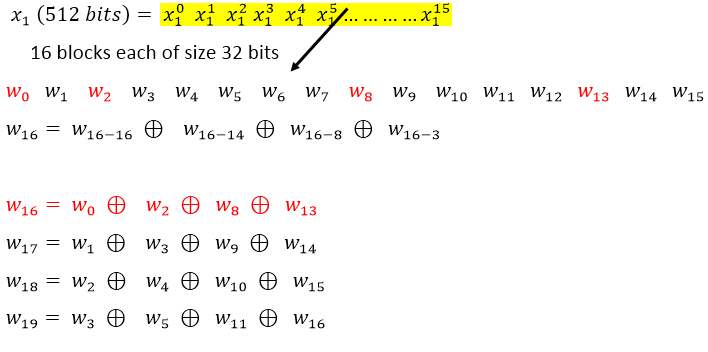 x₁ (512 bits) = x₁⁰ x₁¹ x₁² x₁³ x₁⁴ x₁⁵ … … … … x₁¹⁵
16 blocks each of size 32 bits
w₀ w₁ w₂ w₃ w₄ w₅ w₆ w₇ w₈ w₉ w₁₀ w₁₁ w₁₂ w₁₃ w₁₄ w₁₅
w₁₆ = w₁₆₋₁₆ ⊕ w₁₆₋₁₄ ⊕ w₁₆₋₈ ⊕ w₁₆₋₃
w₁₆ = w₀ ⊕ w₂ ⊕ w₈ ⊕ w₁₃
w₁₇ = w₁ ⊕ w₃ ⊕ w₉ ⊕ w₁₄
w₁₈ = w₂ ⊕ w₄ ⊕ w₁₀ ⊕ w₁₅
w₁₉ = w₃ ⊕ w₅ ⊕ w₁₁ ⊕ w₁₆